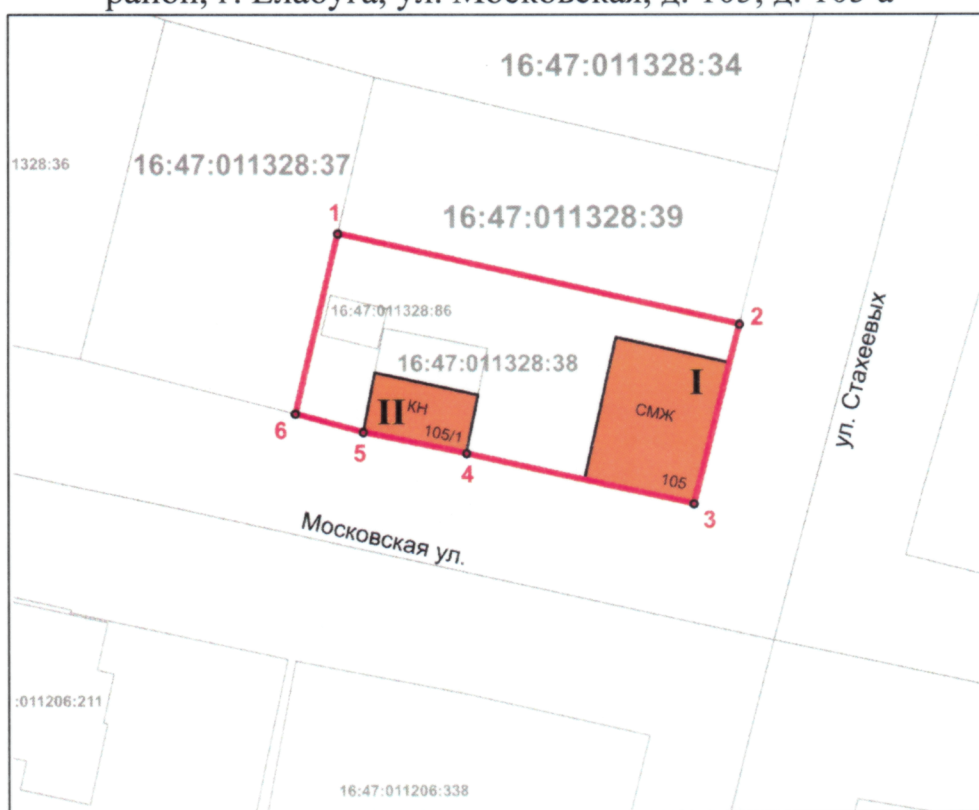 район, г. Елабуга, ул. Московская, д. 105, д. 105 а
16:47:011328:34
1328:36
16:47:011328:37
16:47:011328:39
1
2
16:47:011328:86
16:47:011328:38
I
СМЖ
105
II
КН
105/1
6
5
4
3
ул. Стахеевых
Московская ул.
:011206:211
16:47:011206:338